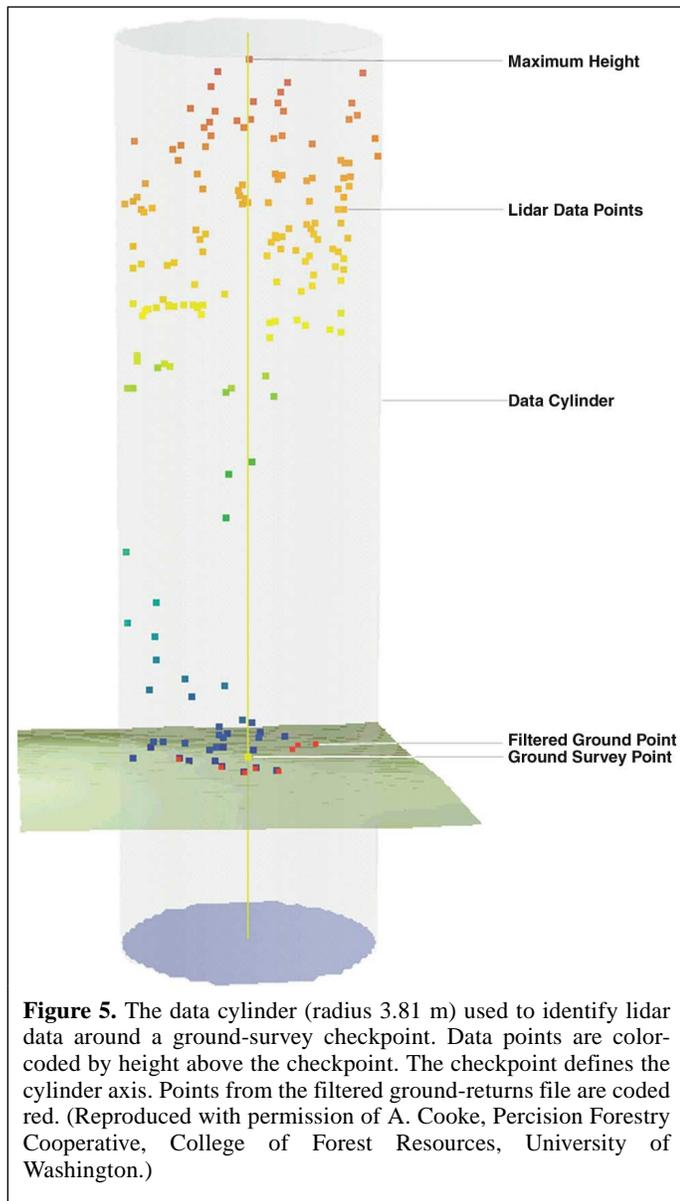 Maximum Height
Lidar Data Points
Data Cylinder
Filtered Ground Point
Ground Survey Point
Figure 5. The data cylinder (radius 3.81 m) used to identify lidar
data around a ground-survey checkpoint. Data points are color-
coded by height above the checkpoint. The checkpoint defines the
cylinder axis. Points from the filtered ground-returns file are coded
red. (Reproduced with permission of A. Cooke, Percision Forestry
Cooperative, College of Forest Resources, University of
Washington.)